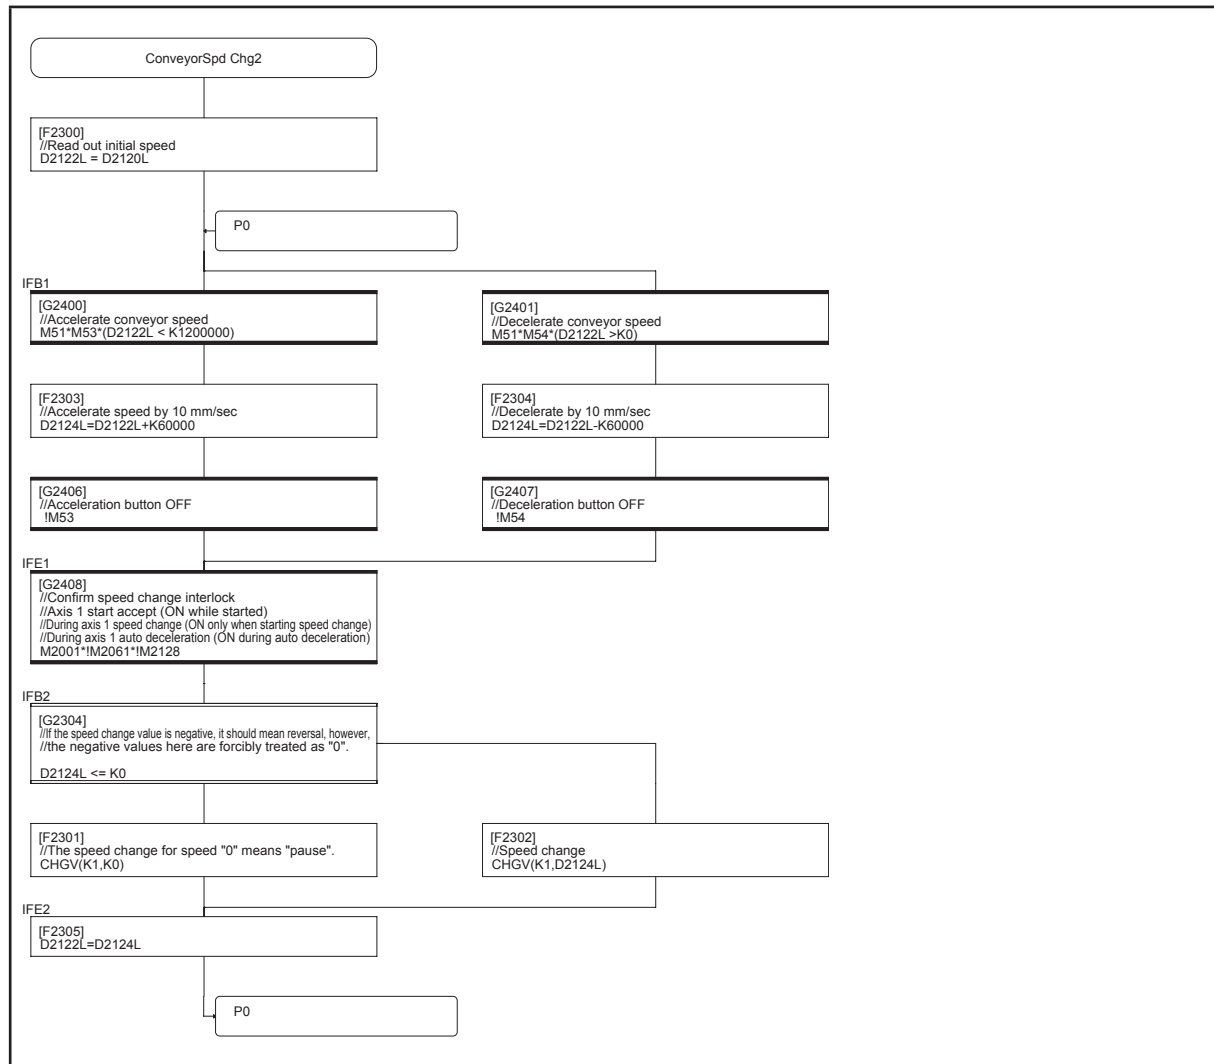 ConveyorSpd Chg2
[F2300]
//Read out initial speed
D2122L = D2120L
P0
IFB1
[G2400]
//Accelerate conveyor speed
M51*M53*(D2122L < K1200000)
[G2401]
//Decelerate conveyor speed
M51*M54*(D2122L >K0)
[F2303]
//Accelerate speed by 10 mm/sec
D2124L=D2122L+K60000
[F2304]
//Decelerate by 10 mm/sec
D2124L=D2122L-K60000
[G2406]
//Acceleration button OFF
!M53
[G2407]
//Deceleration button OFF
!M54
IFE1
[G2408]
//Confirm speed change interlock
//Axis 1 start accept (ON while started)
//During axis 1 speed change (ON only when starting speed change)
//During axis 1 auto deceleration (ON during auto deceleration)
M2001*!M2061*!M2128
IFB2
[G2304]
//If the speed change value is negative, it should mean reversal, however,
//the negative values here are forcibly treated as "0".
D2124L <= K0
[F2301]
//The speed change for speed "0" means "pause".
CHGV(K1,K0)
[F2302]
//Speed change
CHGV(K1,D2124L)
IFE2
[F2305]
D2122L=D2124L
P0